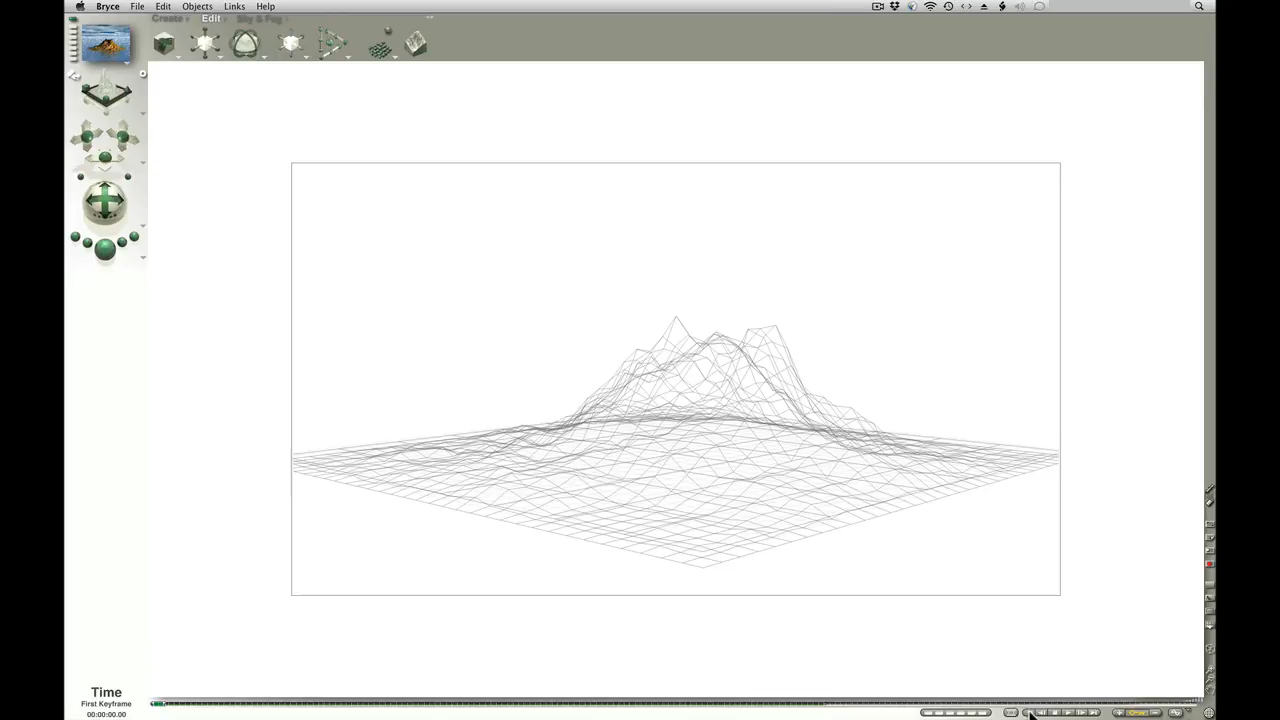 Bryce File Edit Objects Links Help
Create Edit Sky & Fog
Time
First Keyframe
00:00:00.00